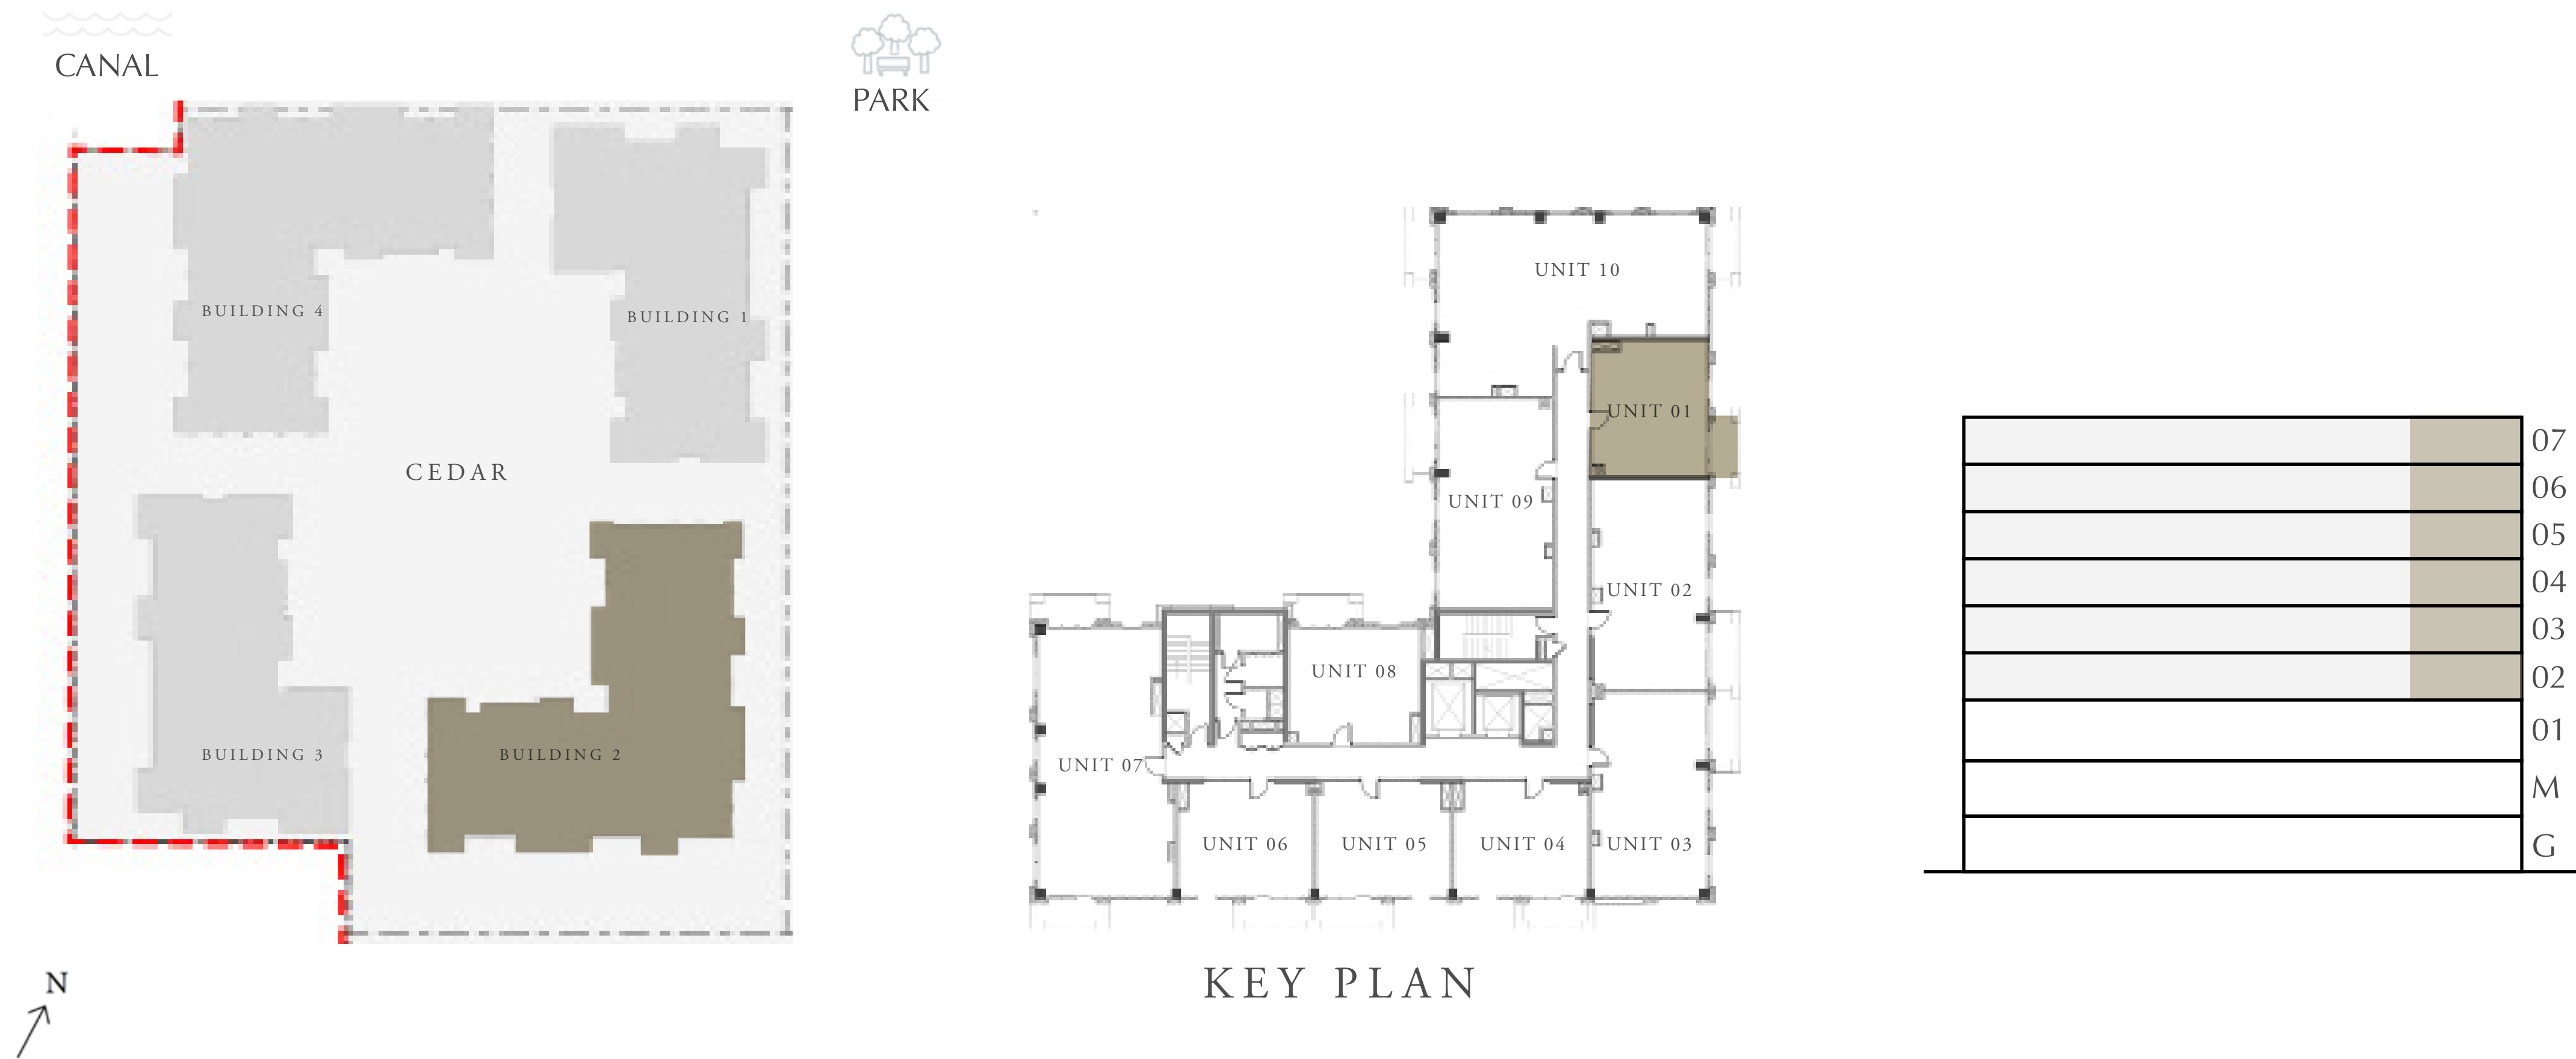 CANAL
PARK
BUILDING 4
BUILDING 1
CEDAR
BUILDING 3
BUILDING 2
N
UNIT 10
UNIT 01
UNIT 09
UNIT 02
UNIT 08
UNIT 07
UNIT 06
UNIT 05
UNIT 04
UNIT 03
KEY PLAN
07
06
05
04
03
02
01
M
G